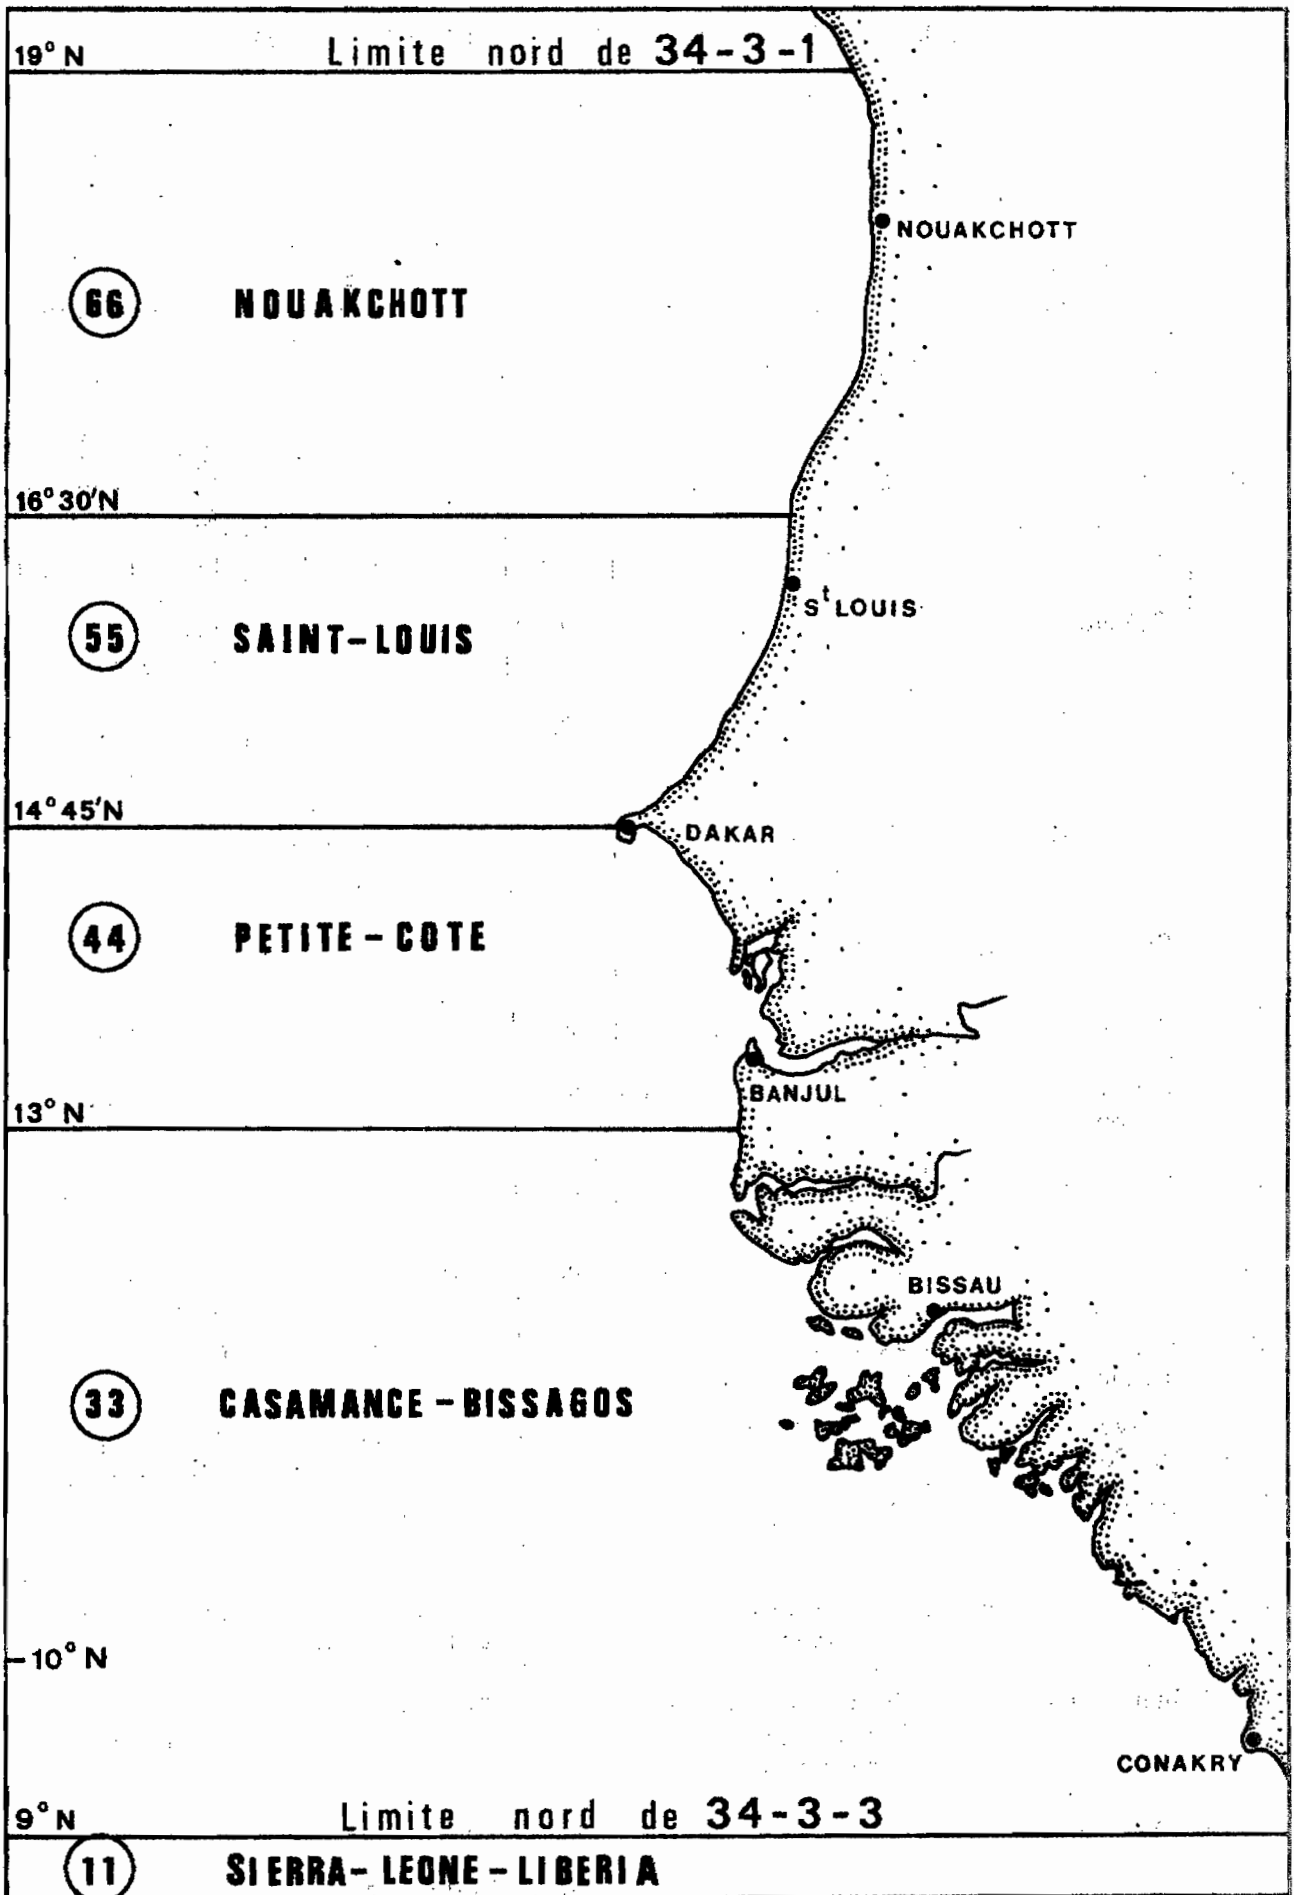 19° N Limite nord de 34-3-1
NOUAKCHOTT
66 NOUAKCHOTT
16°30'N
St LOUIS
55 SAINT-LOUIS
14°45'N
DAKAR
44 PETITE-COTE
BANJUL
13° N
BISSAU
33 CASAMANCE-BISSAGOS
10° N
CONAKRY
9° N Limite nord de 34-3-3
11 SIERRA-LEONE-LIBERIA